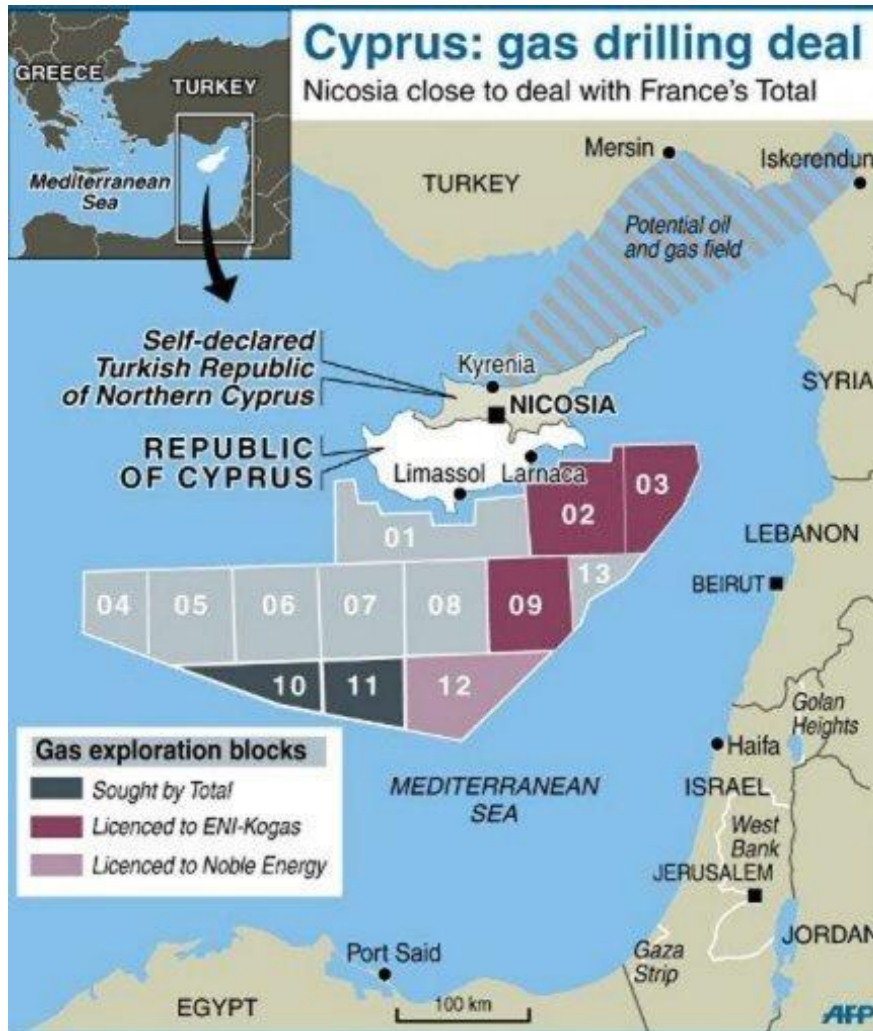 Cyprus: gas drilling deal
Nicosia close to deal with France's Total
GREECE
TURKEY
Mediterranean
Sea
Mersin
Iskerendun
TURKEY
Potential oil
and gas field
Self-declared
Turkish Republic
of Northern Cyprus
Kyrenia
NICOSIA
SYRIA
REPUBLIC
OF CYPRUS
Limassol
Larnaca
03
02
01
LEBANON
13
BEIRUT
04
05
06
07
08
09
10
11
12
Golan
Heights
Gas exploration blocks
Sought by Total
Licenced to ENI-Kogas
Licenced to Noble Energy
MEDITERRANEAN
SEA
Haifa
ISRAEL
West
Bank
JERUSALEM
JORDAN
Gaza
Strip
Port Said
EGYPT
100 km
AFP